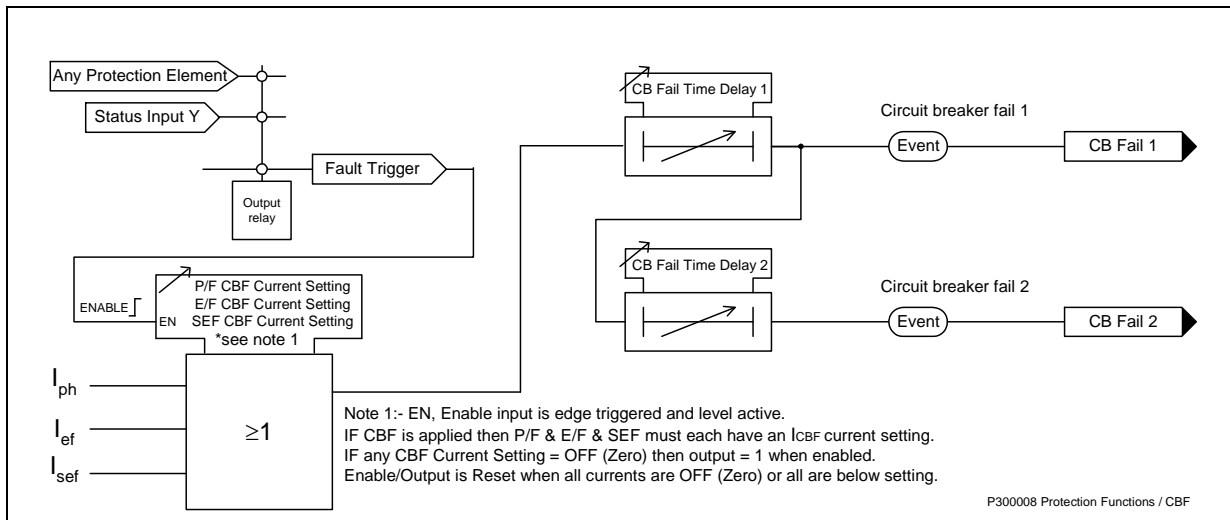 Any Protection Element
Status Input Y
Fault Trigger
Output
relay
ENABLE
EN
P/F CBF Current Setting
E/F CBF Current Setting
SEF CBF Current Setting
*see note 1
Iph
Ief
Isef
≥1
CB Fail Time Delay 1
Circuit breaker fail 1
Event
CB Fail 1
CB Fail Time Delay 2
Circuit breaker fail 2
Event
CB Fail 2
Note 1:- EN, Enable input is edge triggered and level active.
IF CBF is applied then P/F & E/F & SEF must each have an ICBF current setting.
IF any CBF Current Setting = OFF (Zero) then output = 1 when enabled.
Enable/Output is Reset when all currents are OFF (Zero) or all are below setting.
P300008 Protection Functions / CBF